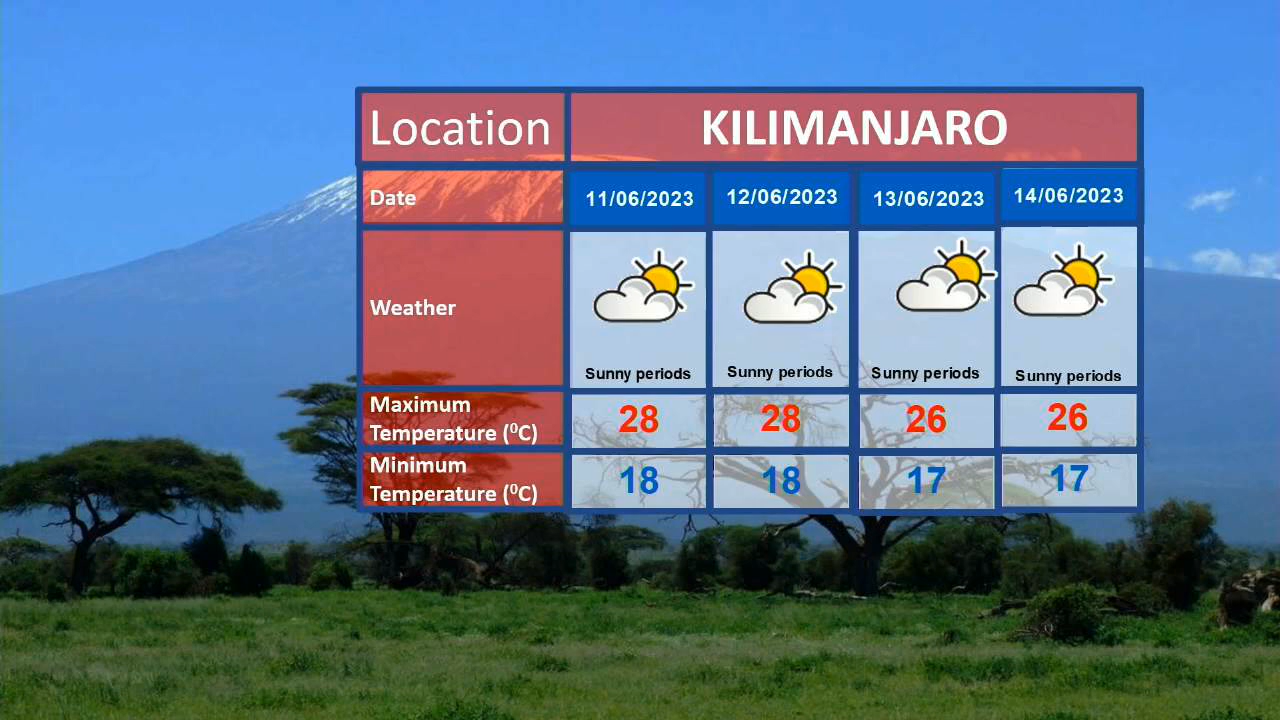 Location KILIMANJARO
Date 11/06/2023 12/06/2023 13/06/2023 14/06/2023
Weather
Sunny periods Sunny periods Sunny periods Sunny periods
Maximum
Temperature (⁰C) 28 28 26 26
Minimum
Temperature (⁰C) 18 18 17 17